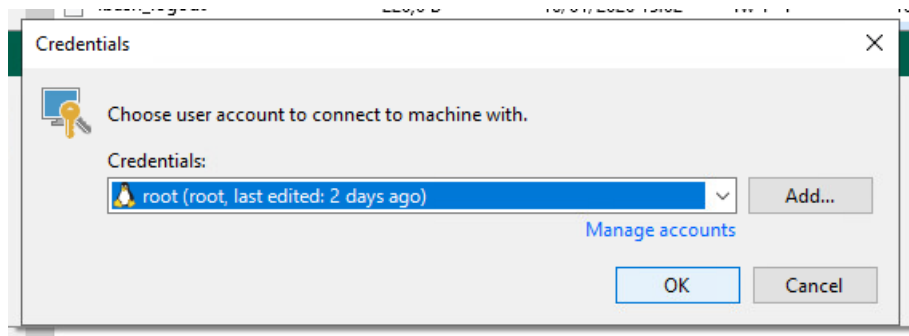 Credentials
Choose user account to connect to machine with.
Credentials:
root (root, last edited: 2 days ago)
Add...
Manage accounts
OK
Cancel